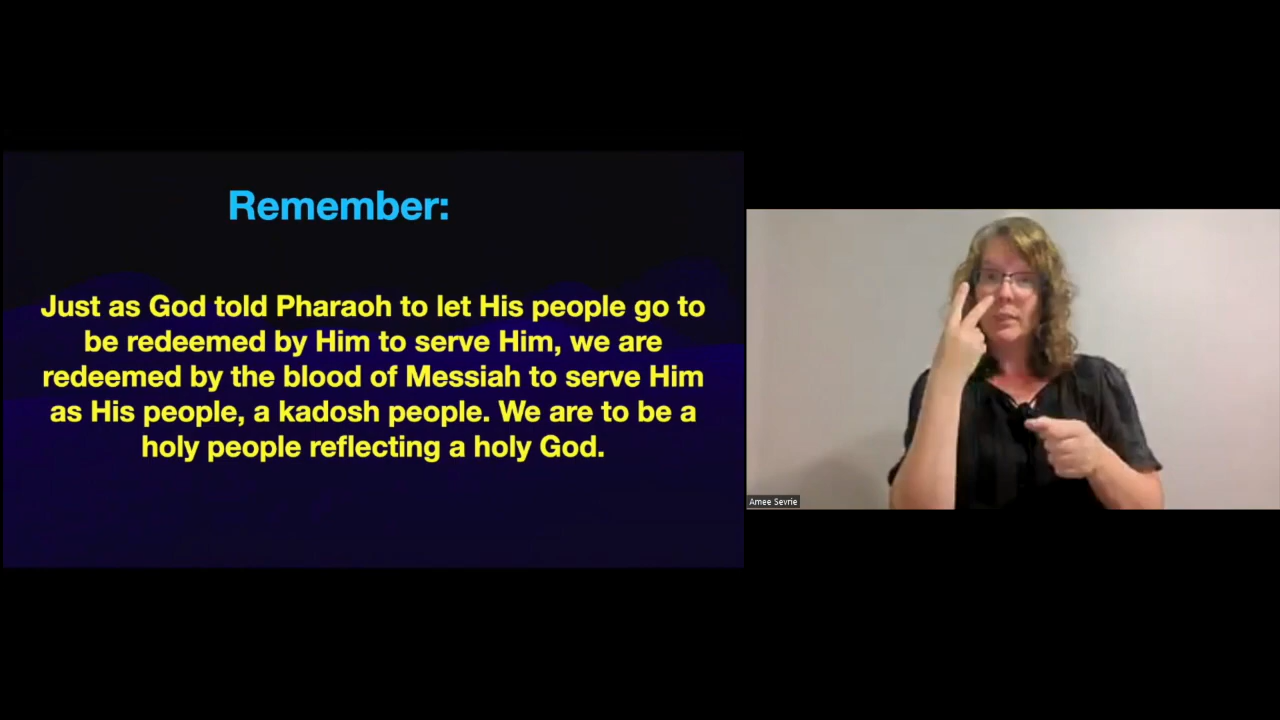 Remember:
Just as God told Pharaoh to let His people go to
be redeemed by Him to serve Him, we are
redeemed by the blood of Messiah to serve Him
as His people, a kadosh people. We are to be a
holy people reflecting a holy God.
Amee Sevrie